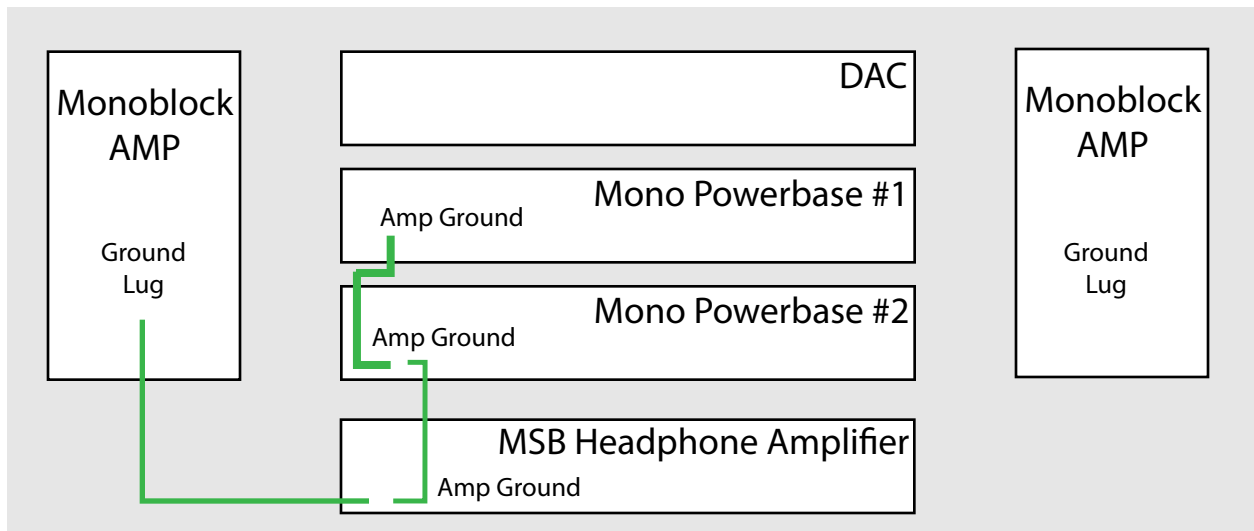 Monoblock
AMP
Ground
Lug
DAC
Mono Powerbase #1
Amp Ground
Mono Powerbase #2
Amp Ground
MSB Headphone Amplifier
Amp Ground
Monoblock
AMP
Ground
Lug